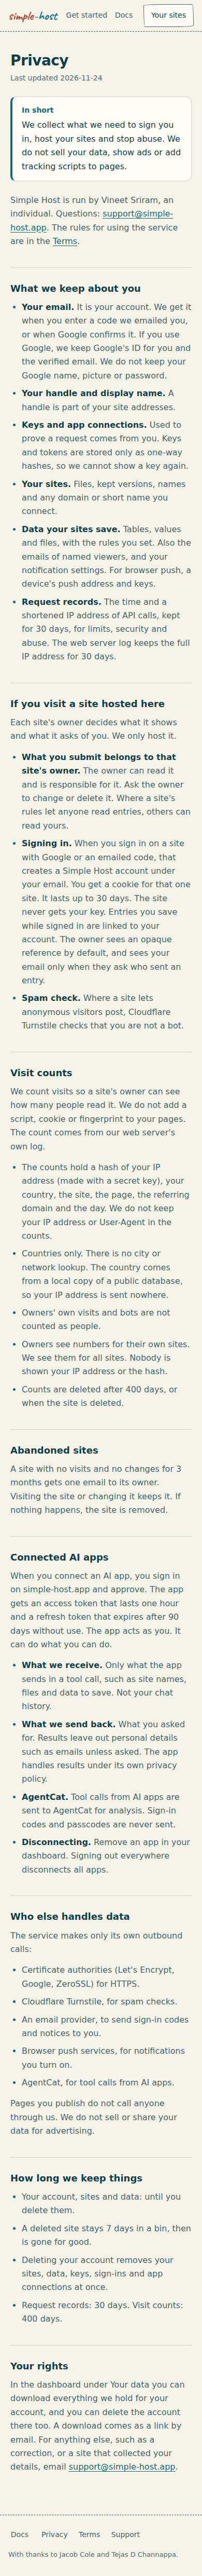 simple-host Get started Docs Your sites
Privacy
Last updated 2026-11-24
In short
We collect what we need to sign you
in, host your sites and stop abuse. We
do not sell your data, show ads or add
tracking scripts to pages.
Simple Host is run by Vineet Sriram, an
individual. Questions: support@simple-
host.app. The rules for using the service
are in the Terms.
What we keep about you
• Your email. It is your account. We get it
when you enter a code we emailed you,
or when Google confirms it. If you use
Google, we keep Google's ID for you and
the verified email. We do not keep your
Google name, picture or password.
• Your handle and display name. A
handle is part of your site addresses.
• Keys and app connections. Used to
prove a request comes from you. Keys
and tokens are stored only as one-way
hashes, so we cannot show a key again.
• Your sites. Files, kept versions, names
and any domain or short name you
connect.
• Data your sites save. Tables, values
and files, with the rules you set. Also the
emails of named viewers, and your
notification settings. For browser push, a
device's push address and keys.
• Request records. The time and a
shortened IP address of API calls, kept
for 30 days, for limits, security and
abuse. The web server log keeps the full
IP address for 30 days.
If you visit a site hosted here
Each site's owner decides what it shows
and what it asks of you. We only host it.
• What you submit belongs to that
site's owner. The owner can read it
and is responsible for it. Ask the owner
to change or delete it. Where a site's
rules let anyone read entries, others can
read yours.
• Signing in. When you sign in on a site
with Google or an emailed code, that
creates a Simple Host account under
your email. You get a cookie for that one
site. It lasts up to 30 days. The site
never gets your key. Entries you save
while signed in are linked to your
account. The owner sees an opaque
reference by default, and sees your
email only when they ask who sent an
entry.
• Spam check. Where a site lets
anonymous visitors post, Cloudflare
Turnstile checks that you are not a bot.
Visit counts
We count visits so a site's owner can see
how many people read it. We do not add a
script, cookie or fingerprint to your pages.
The count comes from our web server's
own log.
• The counts hold a hash of your IP
address (made with a secret key), your
country, the site, the page, the referring
domain and the day. We do not keep
your IP address or User-Agent in the
counts.
• Countries only. There is no city or
network lookup. The country comes
from a local copy of a public database,
so your IP address is sent nowhere.
• Owners' own visits and bots are not
counted as people.
• Owners see numbers for their own sites.
We see them for all sites. Nobody is
shown your IP address or the hash.
• Counts are deleted after 400 days, or
when the site is deleted.
Abandoned sites
A site with no visits and no changes for 3
months gets one email to its owner.
Visiting the site or changing it keeps it. If
nothing happens, the site is removed.
Connected AI apps
When you connect an AI app, you sign in
on simple-host.app and approve. The app
gets an access token that lasts one hour
and a refresh token that expires after 90
days without use. The app acts as you. It
can do what you can do.
• What we receive. Only what the app
sends in a tool call, such as site names,
files and data to save. Not your chat
history.
• What we send back. What you asked
for. Results leave out personal details
such as emails unless asked. The app
handles results under its own privacy
policy.
• AgentCat. Tool calls from AI apps are
sent to AgentCat for analysis. Sign-in
codes and passcodes are never sent.
• Disconnecting. Remove an app in your
dashboard. Signing out everywhere
disconnects all apps.
Who else handles data
The service makes only its own outbound
calls:
• Certificate authorities (Let's Encrypt,
Google, ZeroSSL) for HTTPS.
• Cloudflare Turnstile, for spam checks.
• An email provider, to send sign-in codes
and notices to you.
• Browser push services, for notifications
you turn on.
• AgentCat, for tool calls from AI apps.
Pages you publish do not call anyone
through us. We do not sell or share your
data for advertising.
How long we keep things
• Your account, sites and data: until you
delete them.
• A deleted site stays 7 days in a bin, then
is gone for good.
• Deleting your account removes your
sites, data, keys, sign-ins and app
connections at once.
• Request records: 30 days. Visit counts:
400 days.
Your rights
In the dashboard under Your data you can
download everything we hold for your
account, and you can delete the account
there too. A download comes as a link by
email. For anything else, such as a
correction, or a site that collected your
details, email support@simple-host.app.
Docs Privacy Terms Support
With thanks to Jacob Cole and Tejas D Channappa.